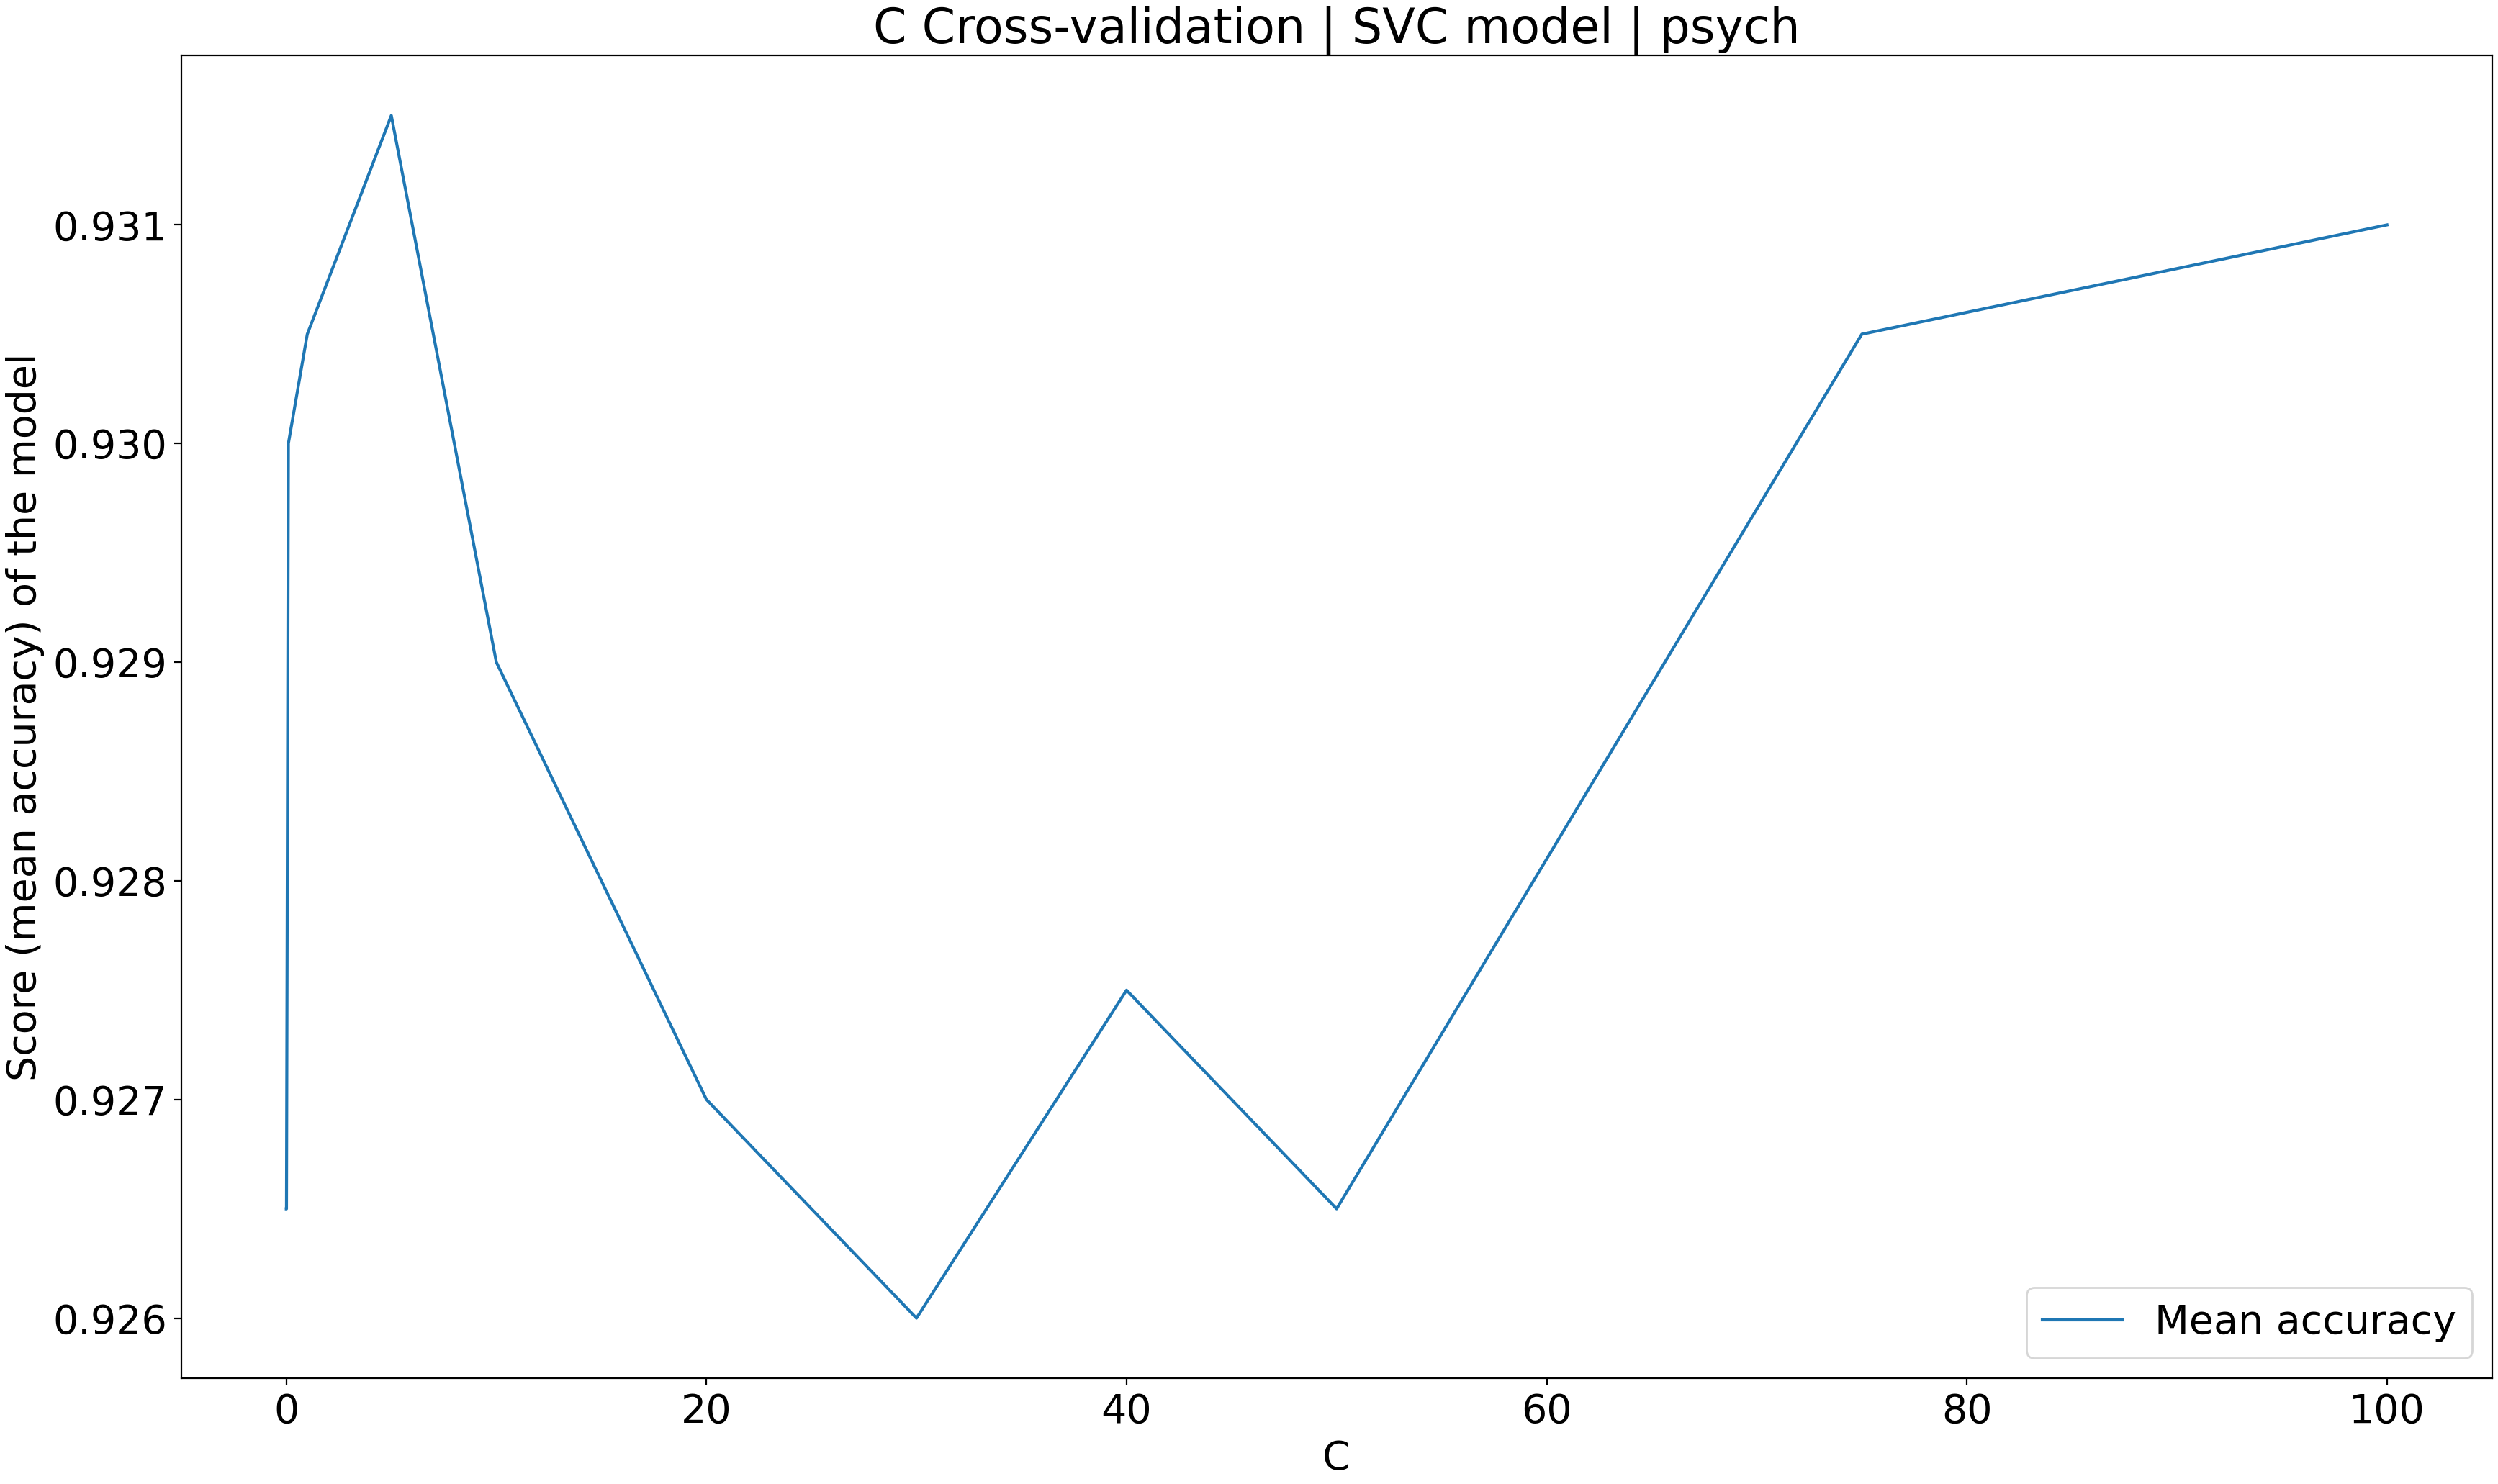 C Cross-validation | SVC model | psych
Score (mean accuracy) of the model
0.931
0.930
0.929
0.928
0.927
0.926
Mean accuracy
0 20 40 60 80 100
C